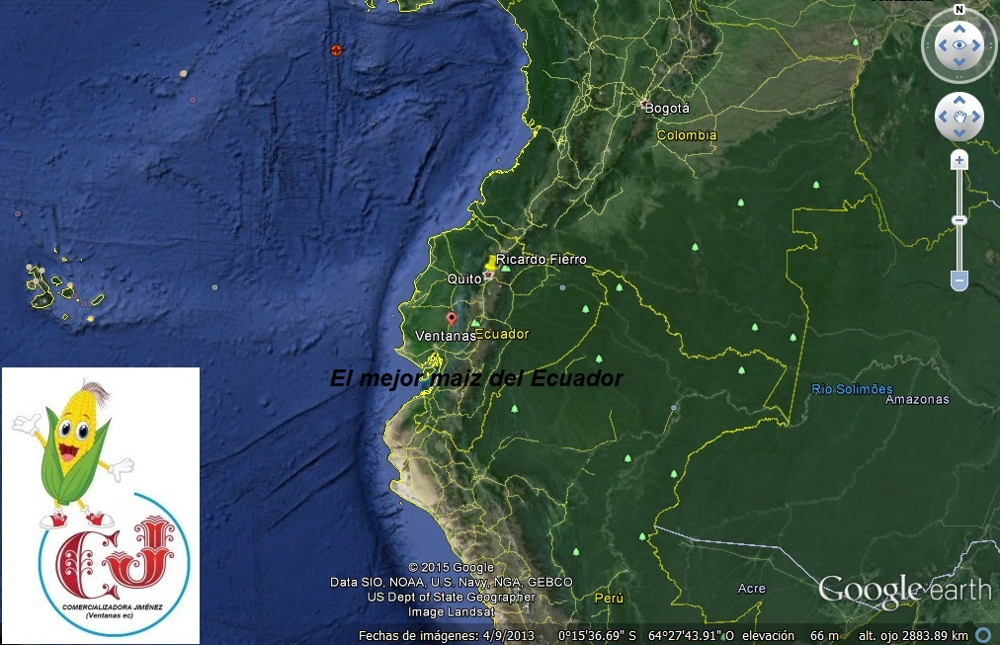 N
Bogotá
Colombia
Ricardo Fierro
Quito
Ventanas
Ecuador
El mejor maiz del Ecuador
Rio Solimões
Amazonas
CJ
COMERCIALIZADORA JIMÉNEZ
(Ventanas ec)
© 2015 Google
Data SIO, NOAA, U.S. Navy, NGA, GEBCO
US Dept of State Geographer
Image Landsat
Perú
Acre
Google earth
Fechas de imágenes: 4/9/2013 0°15'36.69" S 64°27'43.91" O elevación 66 m alt. ojo 2883.89 km